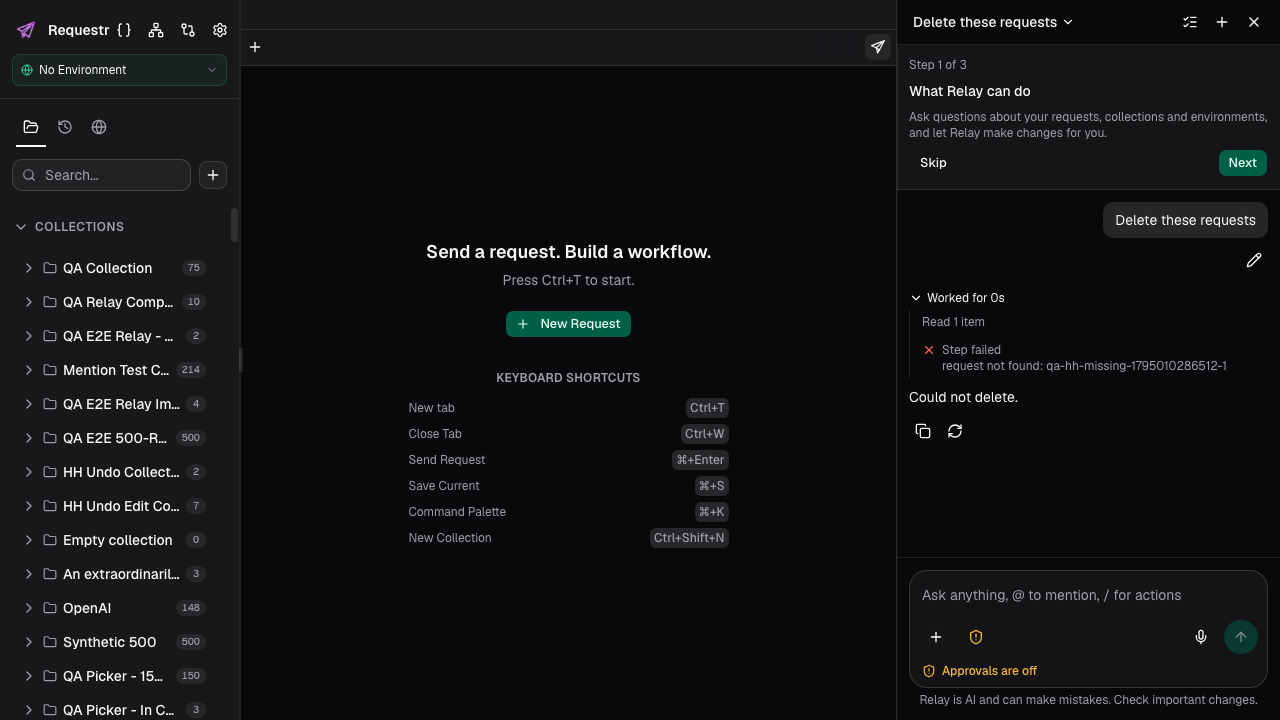 Requestr
No Environment
Search...
COLLECTIONS
QA Collection 75
QA Relay Comp... 10
QA E2E Relay - ... 2
Mention Test C... 214
QA E2E Relay Im... 4
QA E2E 500-R... 500
HH Undo Collect... 2
HH Undo Edit Co... 7
Empty collection 0
An extraordinaril... 3
OpenAI 148
Synthetic 500 500
QA Picker - 15... 150
QA Picker - In C... 3
Send a request. Build a workflow.
Press Ctrl+T to start.
New Request
KEYBOARD SHORTCUTS
New tab Ctrl+T
Close Tab Ctrl+W
Send Request ⌘+Enter
Save Current ⌘+S
Command Palette ⌘+K
New Collection Ctrl+Shift+N
Delete these requests
Step 1 of 3
What Relay can do
Ask questions about your requests, collections and environments,
and let Relay make changes for you.
Skip Next
Delete these requests
Worked for 0s
Read 1 item
Step failed
request not found: qa-hh-missing-1795010286512-1
Could not delete.
Ask anything, @ to mention, / for actions
Approvals are off
Relay is AI and can make mistakes. Check important changes.